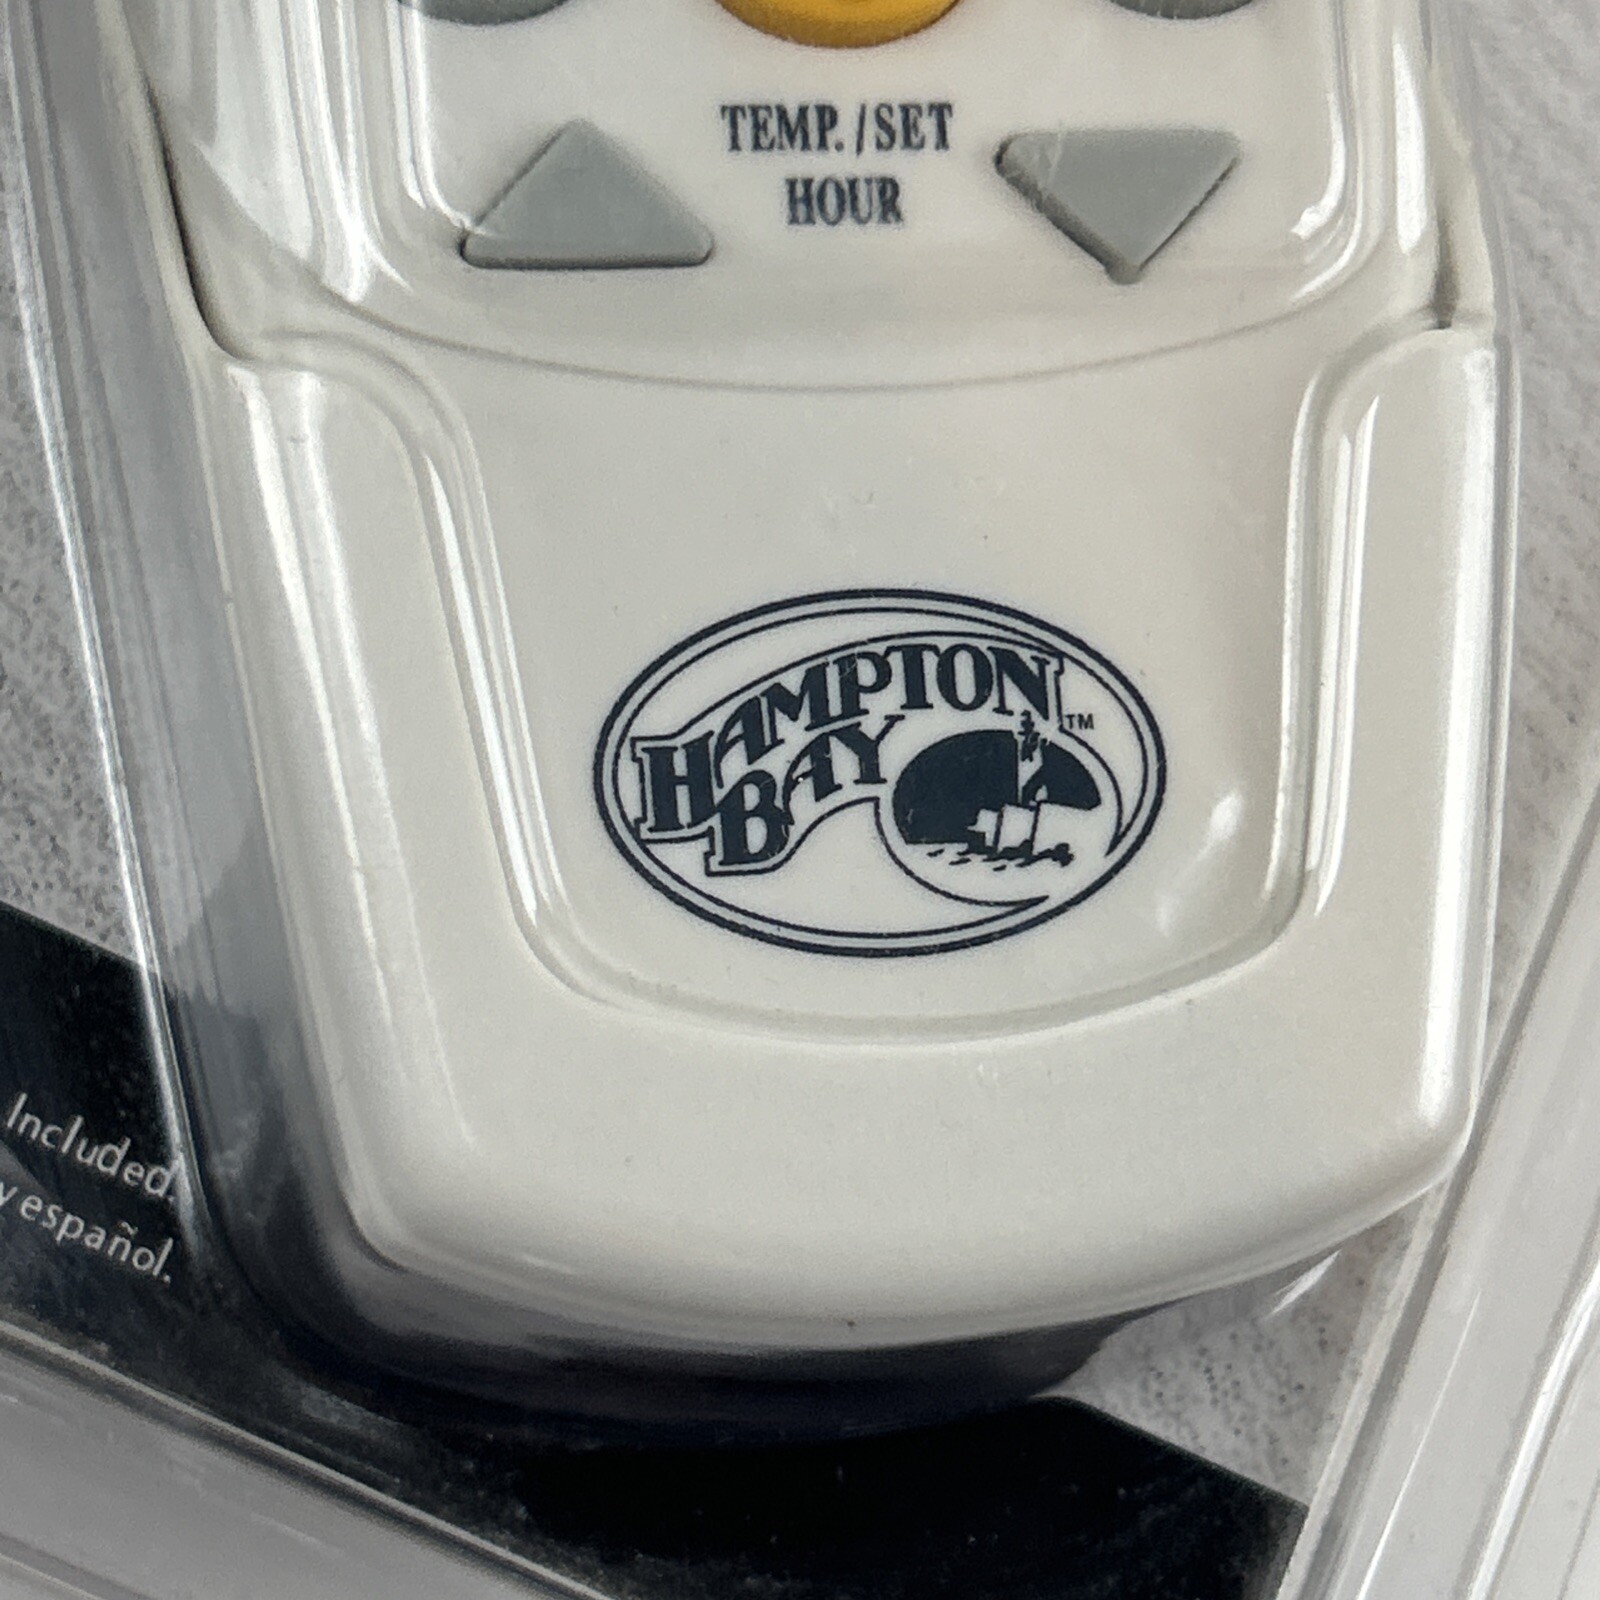 TEMP./SET
HOUR
HAMPTON
BAY
TM
Included.
y español.